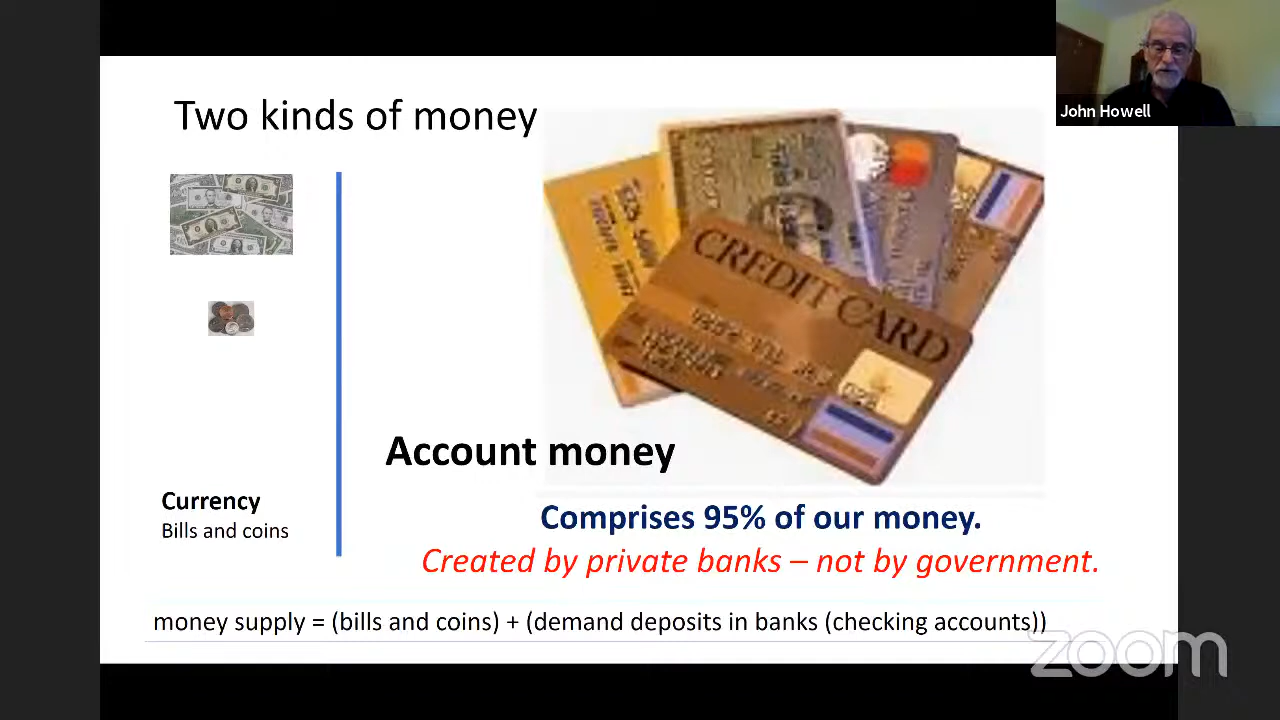 Two kinds of money
John Howell
CREDIT CARD
Account money
Currency
Bills and coins
Comprises 95% of our money.
Created by private banks – not by government.
money supply = (bills and coins) + (demand deposits in banks (checking accounts))
zoom